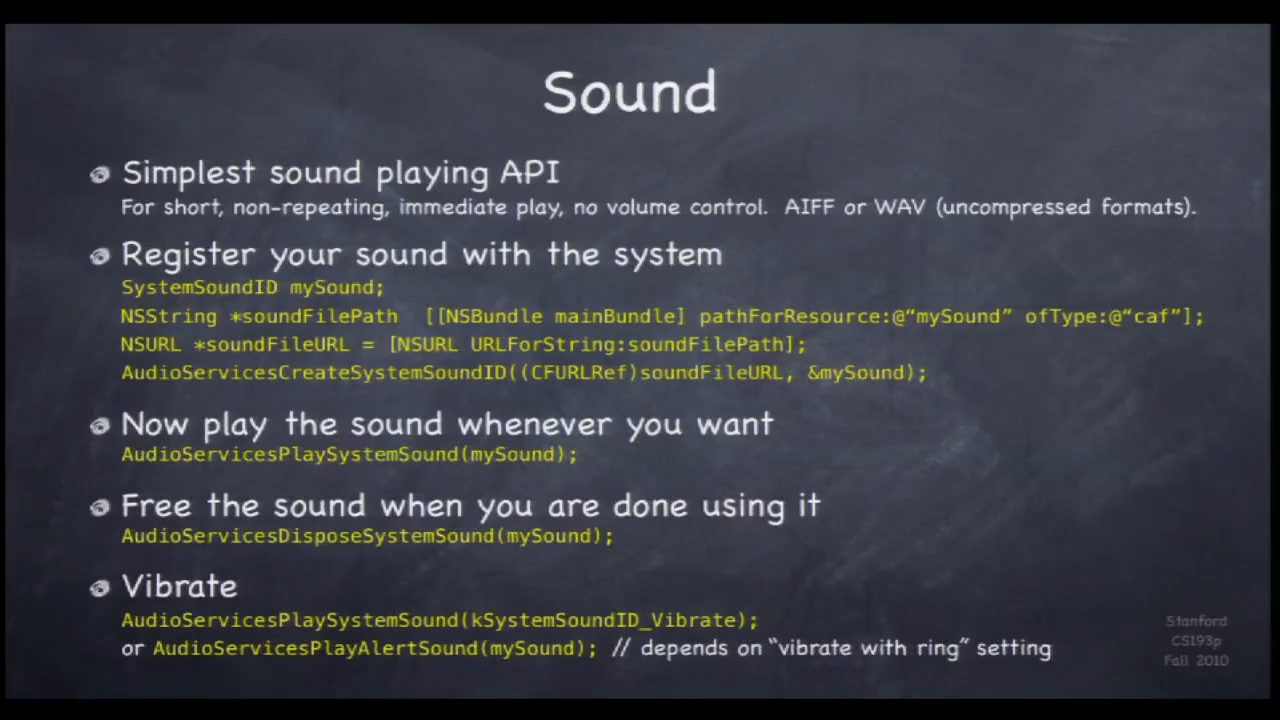 Sound
Simplest sound playing API
For short, non-repeating, immediate play, no volume control. AIFF or WAV (uncompressed formats).
Register your sound with the system
SystemSoundID mySound;
NSString *soundFilePath [[NSBundle mainBundle] pathForResource:@“mySound” ofType:@“caf”];
NSURL *soundFileURL = [NSURL URLForString:soundFilePath];
AudioServicesCreateSystemSoundID((CFURLRef)soundFileURL, &mySound);
Now play the sound whenever you want
AudioServicesPlaySystemSound(mySound);
Free the sound when you are done using it
AudioServicesDisposeSystemSound(mySound);
Vibrate
AudioServicesPlaySystemSound(kSystemSoundID_Vibrate);
or AudioServicesPlayAlertSound(mySound); // depends on “vibrate with ring” setting
Stanford
CS193p
Fall 2010